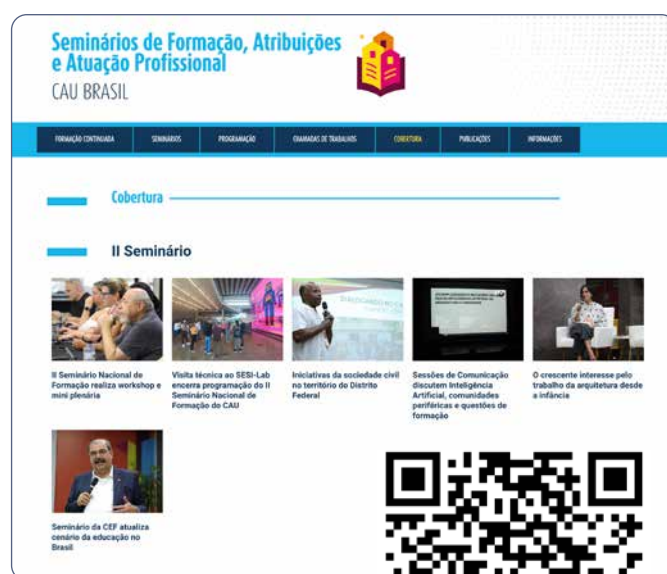 Seminários de Formação, Atribuições
e Atuação Profissional
CAU BRASIL
FORMAÇÃO CONTINUADA
SEMINÁRIOS
PROGRAMAÇÃO
CHAMADAS DE TRABALHOS
COBERTURA
PUBLICAÇÕES
INFORMAÇÕES
Cobertura
II Seminário
II Seminário Nacional de
Formação realiza workshop e
mini plenária
Visita técnica ao SESI-Lab
encerra programação do II
Seminário Nacional de
Formação do CAU
Iniciativas da sociedade civil
no território do Distrito
Federal
Sessões de Comunicação
discutem Inteligência
Artificial, comunidades
periféricas e questões de
formação
O crescente interesse pelo
trabalho da arquitetura desde
a infância
Seminário da CEF atualiza
cenário da educação no
Brasil